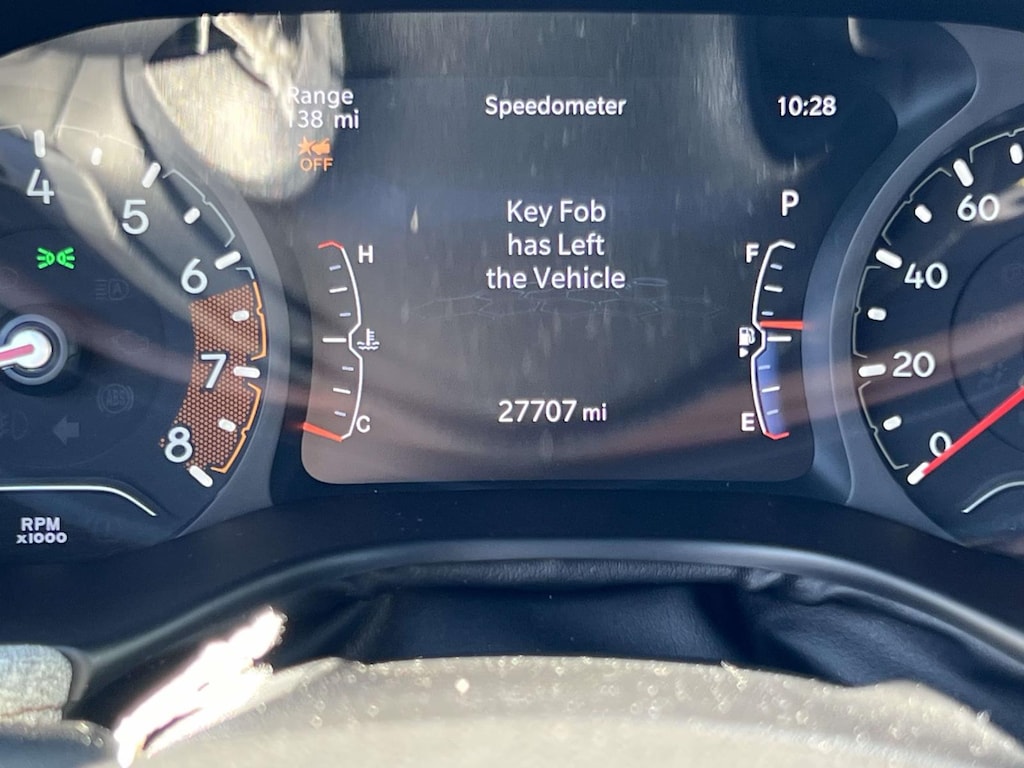 Range
138 mi
OFF
Speedometer
10:28
Key Fob
has Left
the Vehicle
P
H
C
F
E
27707 mi
4
5
6
7
8
RPM
x1000
A
ABS
60
40
20
0